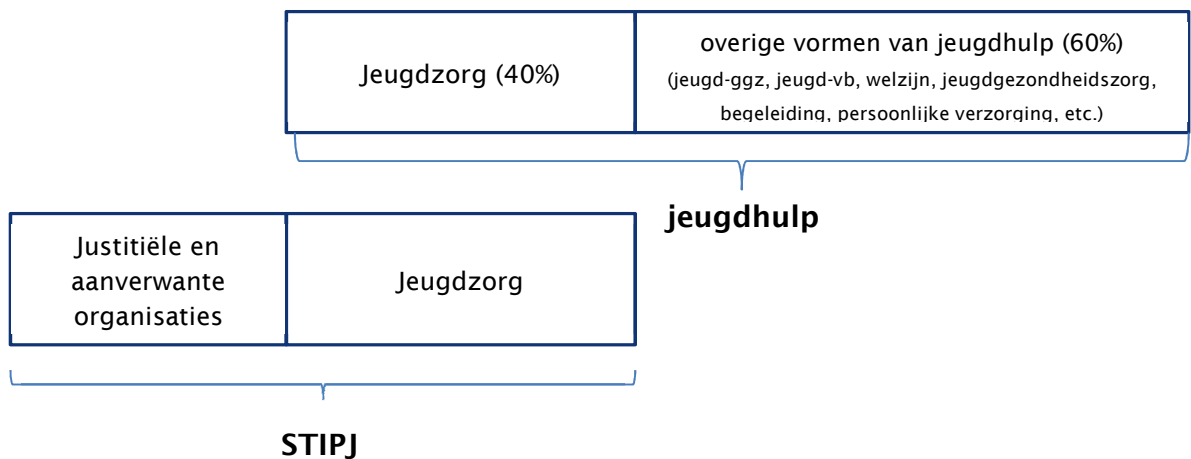 Jeugdzorg (40%)
overige vormen van jeugdhulp (60%)
(jeugd-ggz, jeugd-vb, welzijn, jeugdgezondheidszorg,
begeleiding, persoonlijke verzorging, etc.)
jeugdhulp
Justitiële en
aanverwante
organisaties
Jeugdzorg
STIPJ